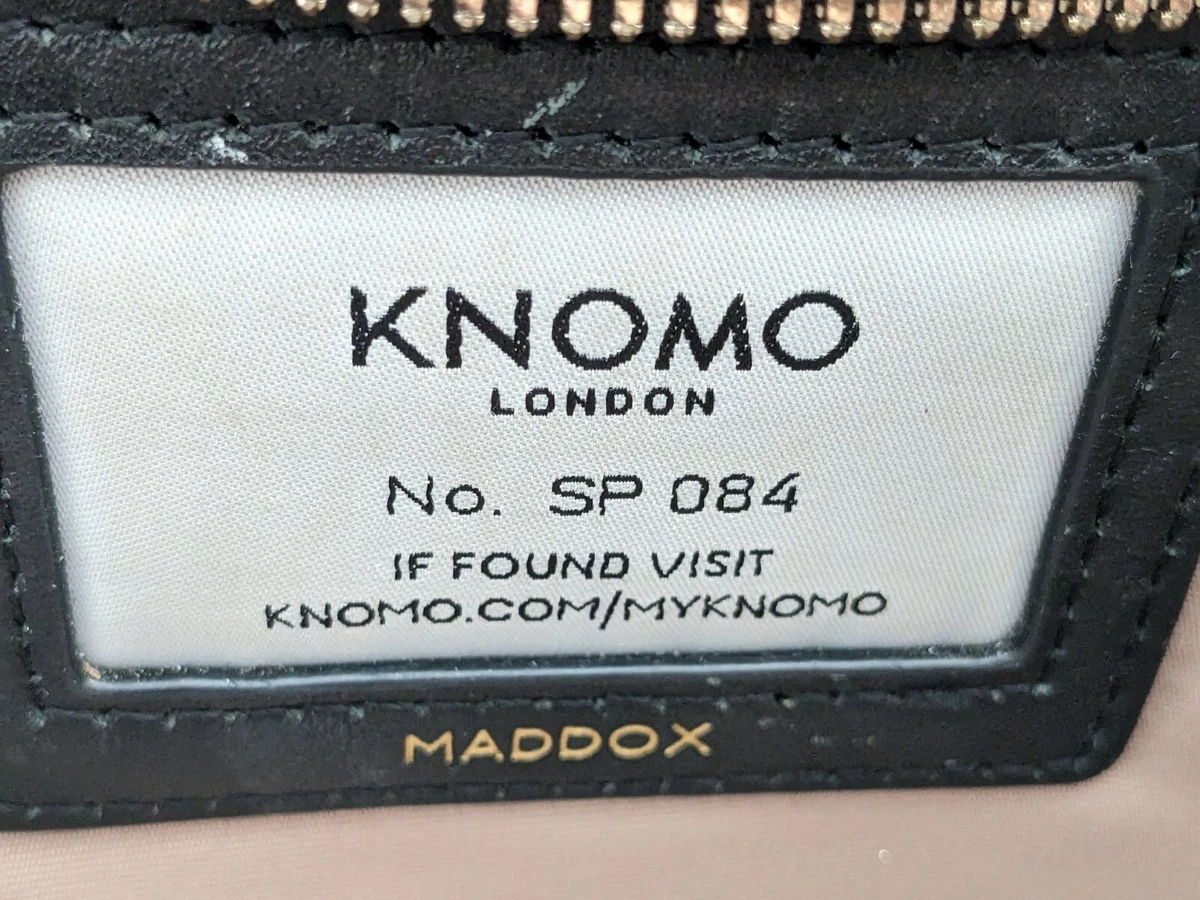 KNOMO
LONDON
No. SP 084
IF FOUND VISIT
KNOMO.COM/MYKNOMO
MADDOX